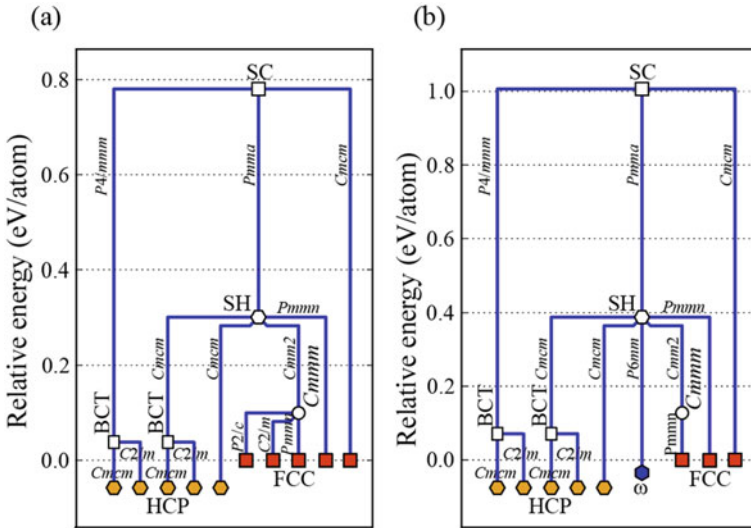 (a)
Relative energy (eV/atom)
0.8
0.6
0.4
0.2
0.0
SC
P4/mmm
Pmma
Cmcm
SH
Pmmn
Cmcm
Cmcm
Cmm2
Cmmm
BCT
BCT
P2/c
C2/m
Pmmn
C2/m
C2/m
Cmcm
Cmcm
HCP
FCC
(b)
Relative energy (eV/atom)
1.0
0.8
0.6
0.4
0.2
0.0
SC
P4/mmm
Pmma
Cmcm
SH
Pmmn
Cmcm
Cmcm
P6mm
Cmm2
Cmmm
BCT
BCT
Pmmn
C2/m
C2/m
Cmcm
Cmcm
HCP
ω
FCC